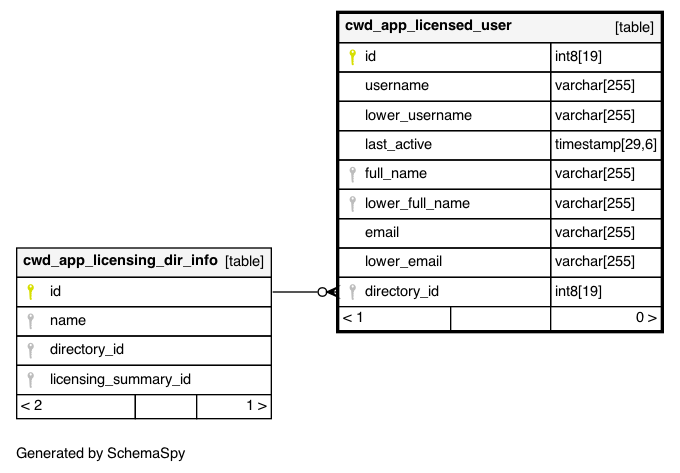 cwd_app_licensed_user [table]
id int8[19]
username varchar[255]
lower_username varchar[255]
last_active timestamp[29,6]
full_name varchar[255]
lower_full_name varchar[255]
email varchar[255]
lower_email varchar[255]
directory_id int8[19]
< 1 0 >
cwd_app_licensing_dir_info [table]
id
name
directory_id
licensing_summary_id
< 2 1 >
Generated by SchemaSpy